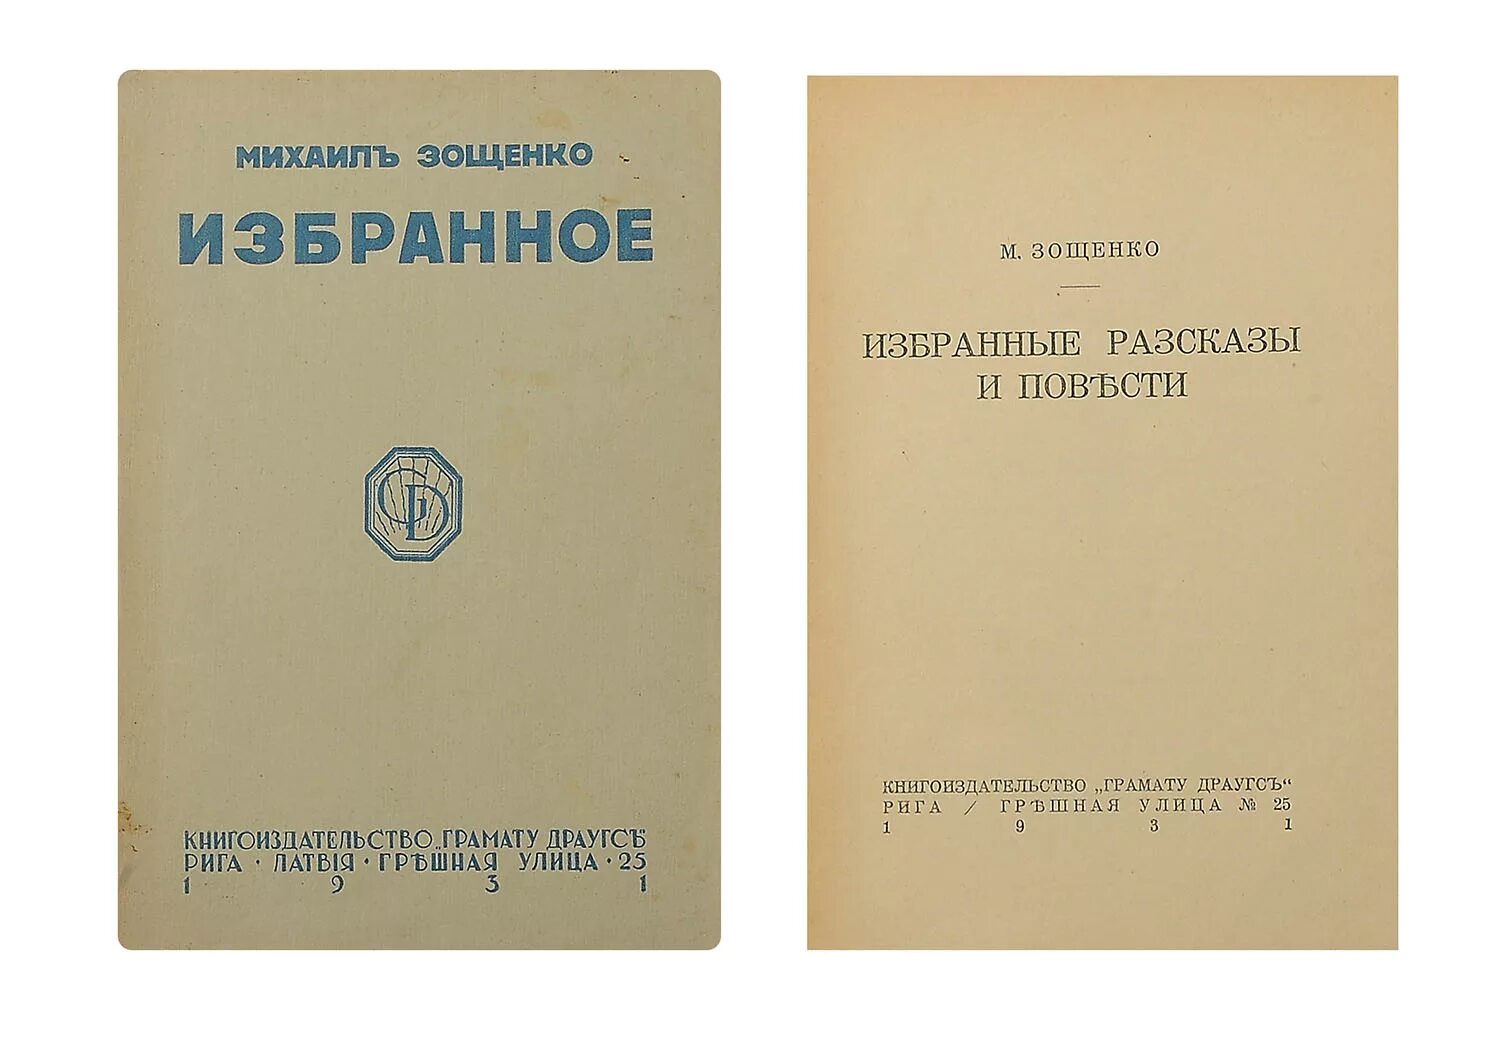 МИХАИЛЪ ЗОЩЕНКО
ИЗБРАННОЕ
GD
КНИГОИЗДАТЕЛЬСТВО „ГРАМАТУ ДРАУГСЪ“
РИГА · ЛАТВІЯ · ГРѢШНАЯ УЛИЦА · 25
1 9 3 1
М. ЗОЩЕНКО
ИЗБРАННЫЕ РАЗСКАЗЫ
И ПОВѢСТИ
КНИГОИЗДАТЕЛЬСТВО „ГРАМАТУ ДРАУГСЪ“
РИГА / ГРѢШНАЯ УЛИЦА № 25
1 9 3 1